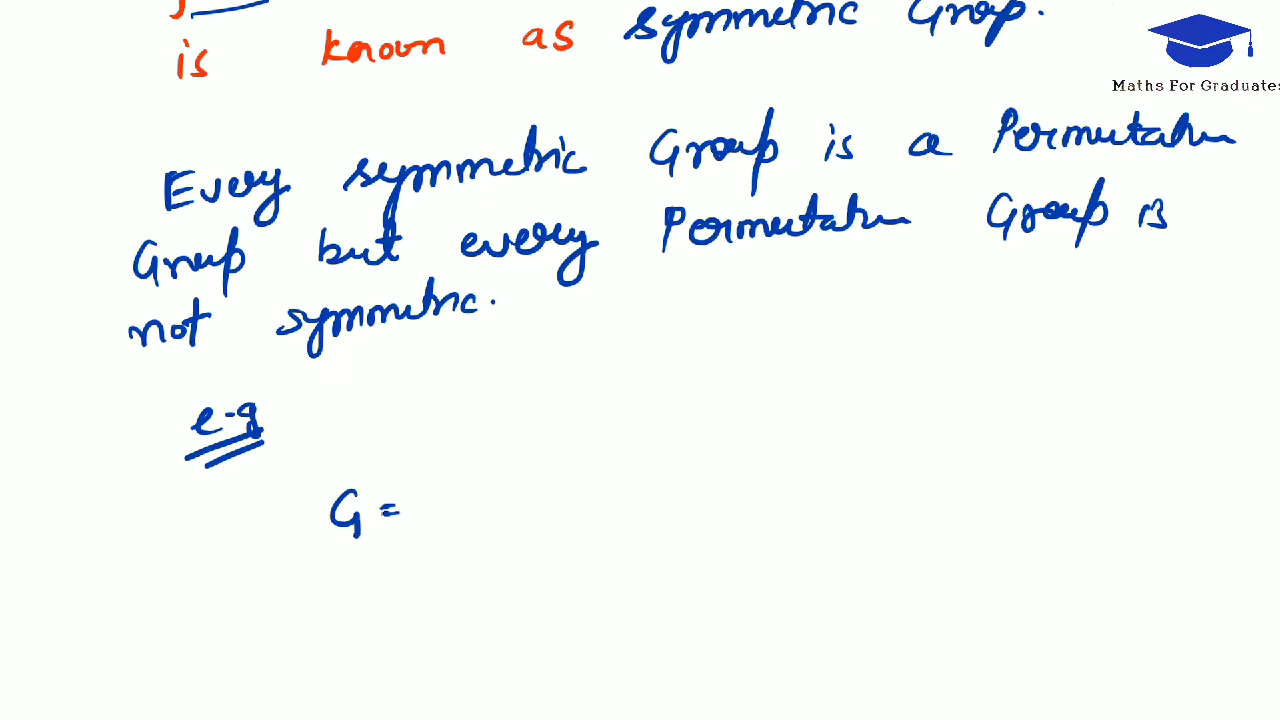 is known as symmetric Group.
Maths For Graduates
Every symmetric Group is a Permutation
Group but every Permutation Group is
not symmetric.
e-g
G =